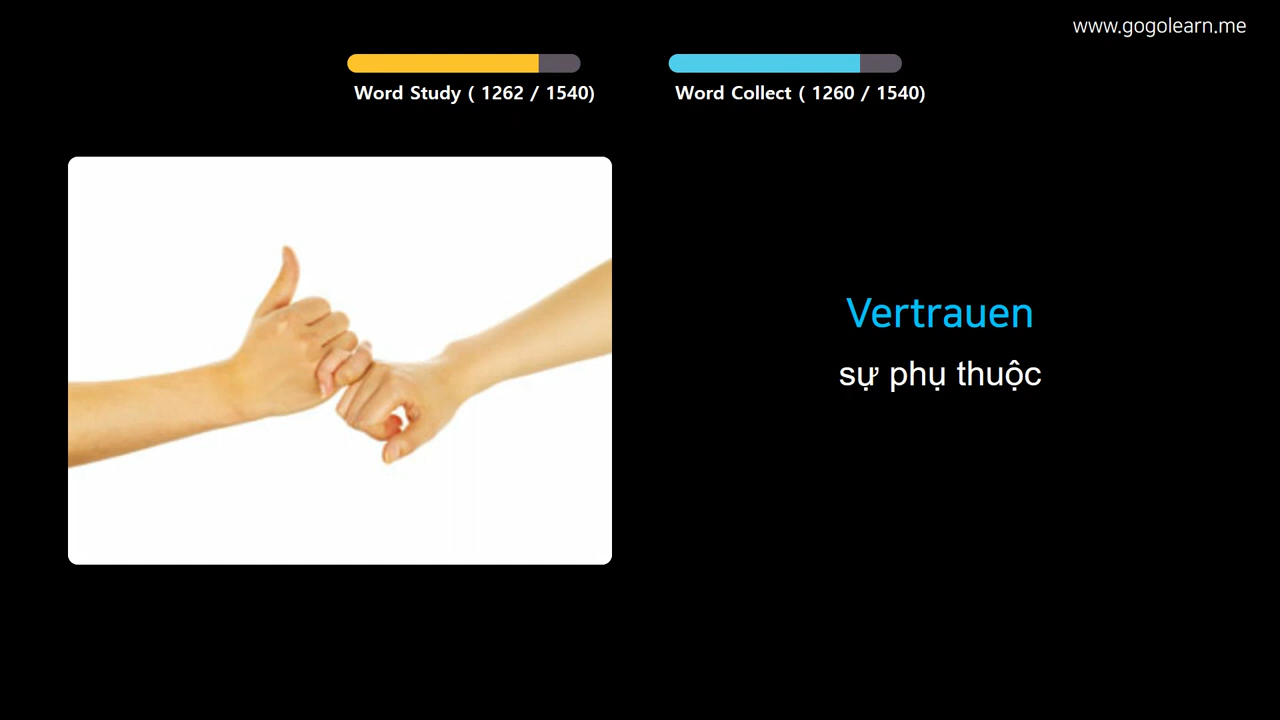 www.gogolearn.me
Word Study ( 1262 / 1540)
Word Collect ( 1260 / 1540)
Vertrauen
sự phụ thuộc